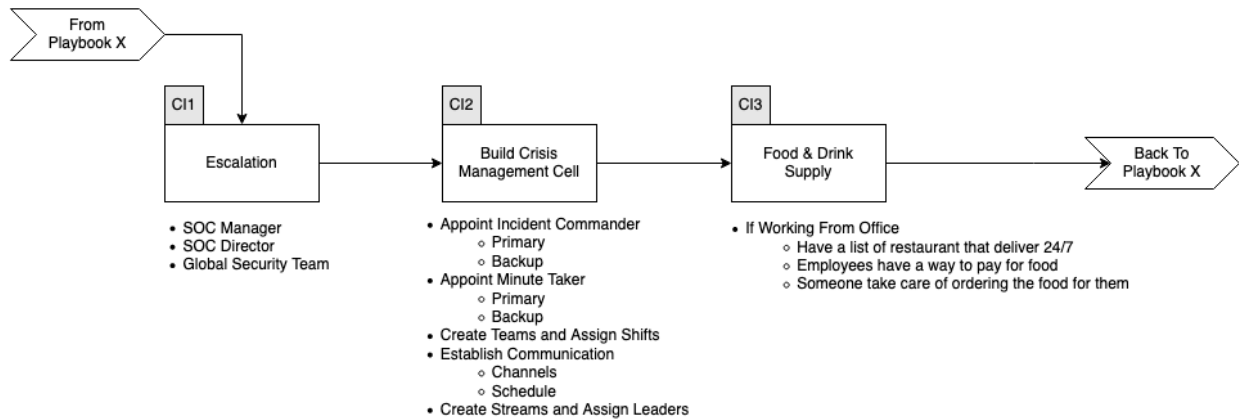 From
Playbook X
CI1
Escalation
• SOC Manager
• SOC Director
• Global Security Team
CI2
Build Crisis
Management Cell
• Appoint Incident Commander
○ Primary
○ Backup
• Appoint Minute Taker
○ Primary
○ Backup
• Create Teams and Assign Shifts
• Establish Communication
○ Channels
○ Schedule
• Create Streams and Assign Leaders
CI3
Food & Drink
Supply
• If Working From Office
○ Have a list of restaurant that deliver 24/7
○ Employees have a way to pay for food
○ Someone take care of ordering the food for them
Back To
Playbook X